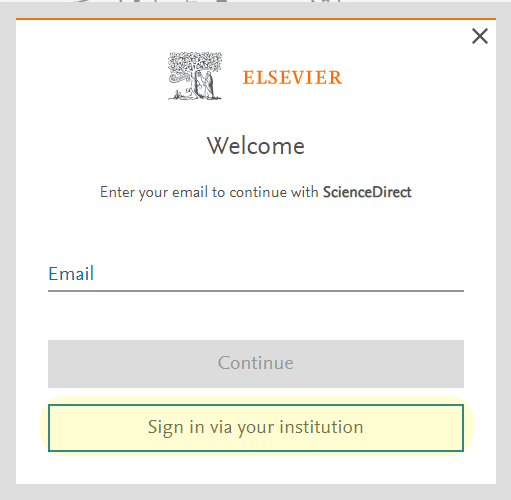 ELSEVIER
Welcome
Enter your email to continue with ScienceDirect
Email
Continue
Sign in via your institution